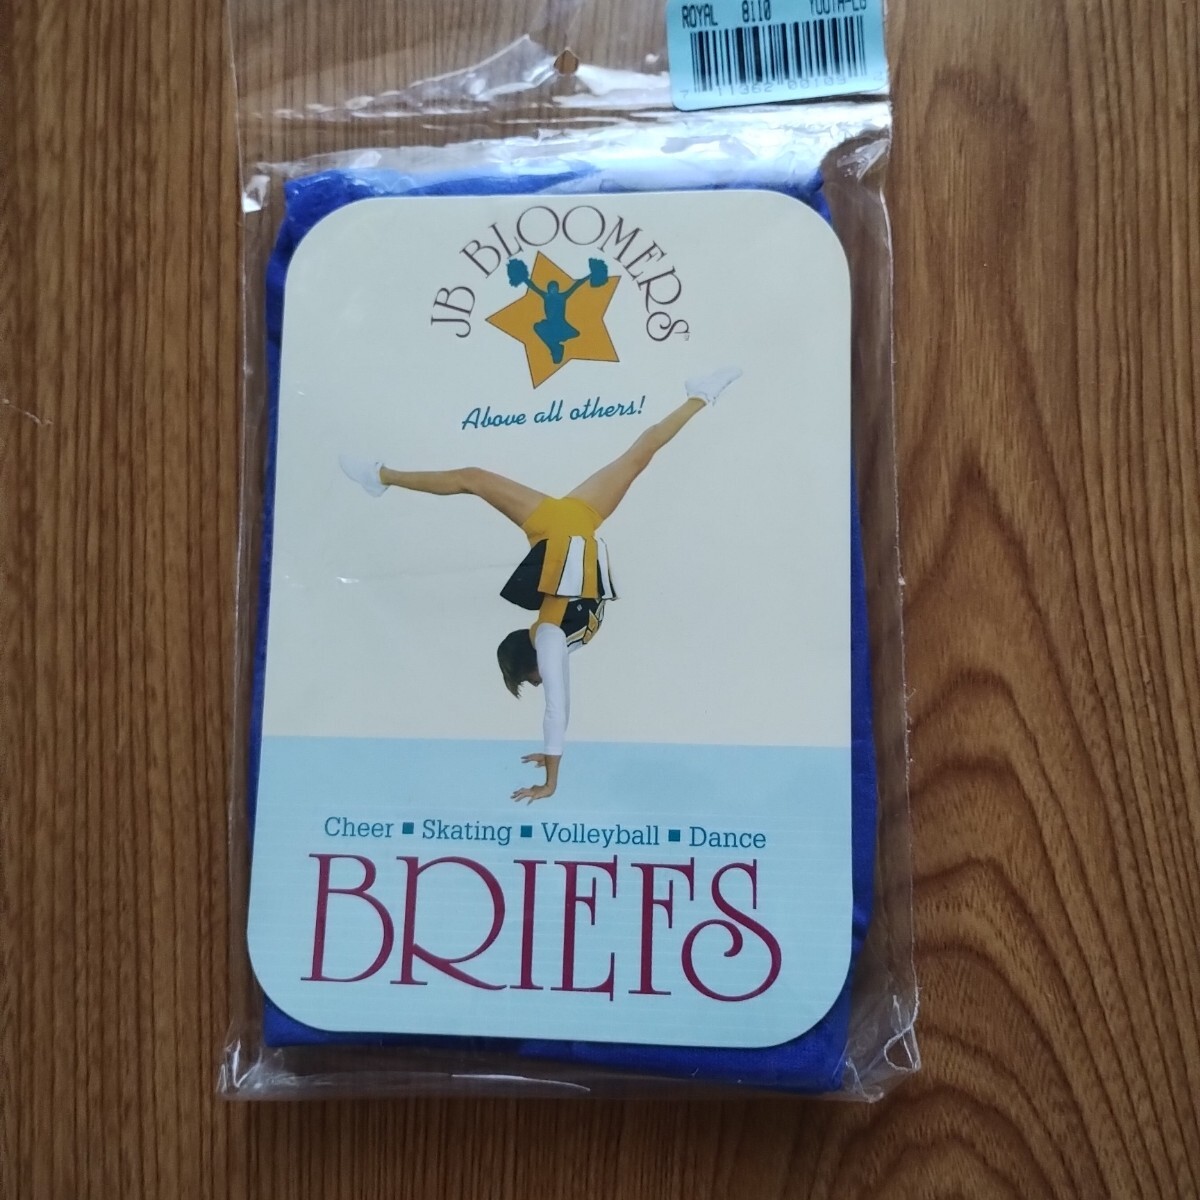 ROYAL 8110 YOUTH-LG
JB BLOOMERS
Above all others!
Cheer ▪ Skating ▪ Volleyball ▪ Dance
BRIEFS